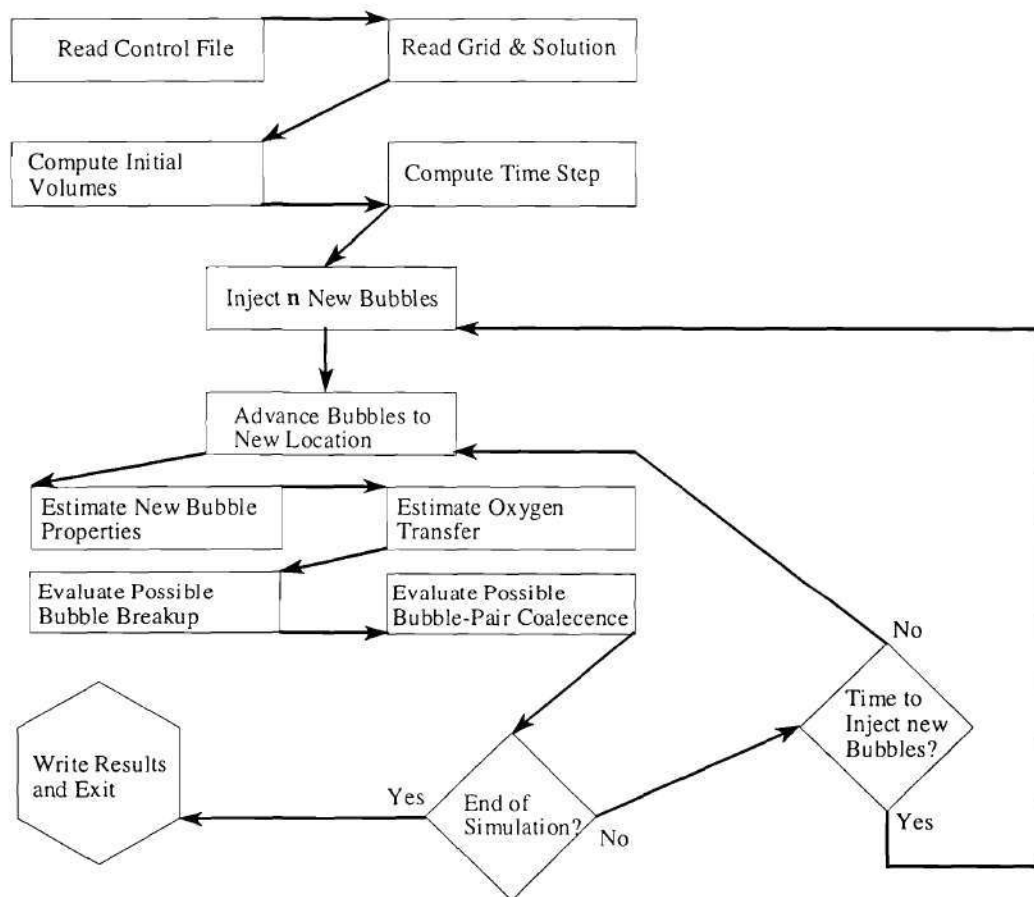 Read Control File
Read Grid & Solution
Compute Initial
Volumes
Compute Time Step
Inject n New Bubbles
Advance Bubbles to
New Location
Estimate New Bubble
Properties
Estimate Oxygen
Transfer
Evaluate Possible
Bubble Breakup
Evaluate Possible
Bubble-Pair Coalecence
No
Time to
Inject new
Bubbles?
Yes
Write Results
and Exit
Yes
End of
Simulation?
No